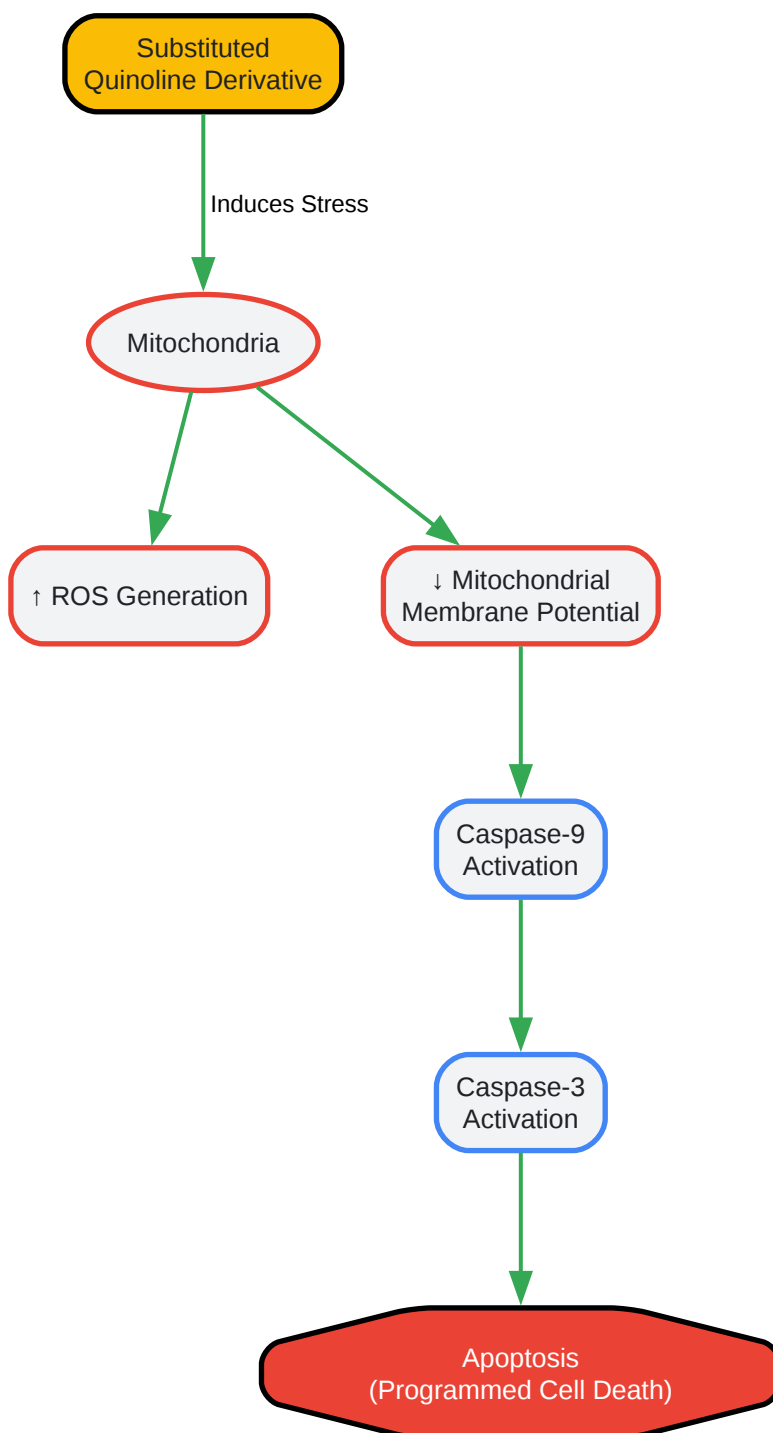 Substituted
Quinoline Derivative
Induces Stress
Mitochondria
↑ ROS Generation
↓ Mitochondrial
Membrane Potential
Caspase-9
Activation
Caspase-3
Activation
Apoptosis
(Programmed Cell Death)